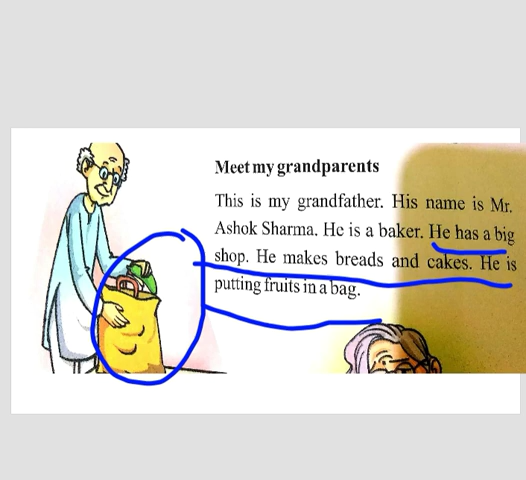 Meet my grandparents
This is my grandfather. His name is Mr.
Ashok Sharma. He is a baker. He has a big
shop. He makes breads and cakes. He is
putting fruits in a bag.